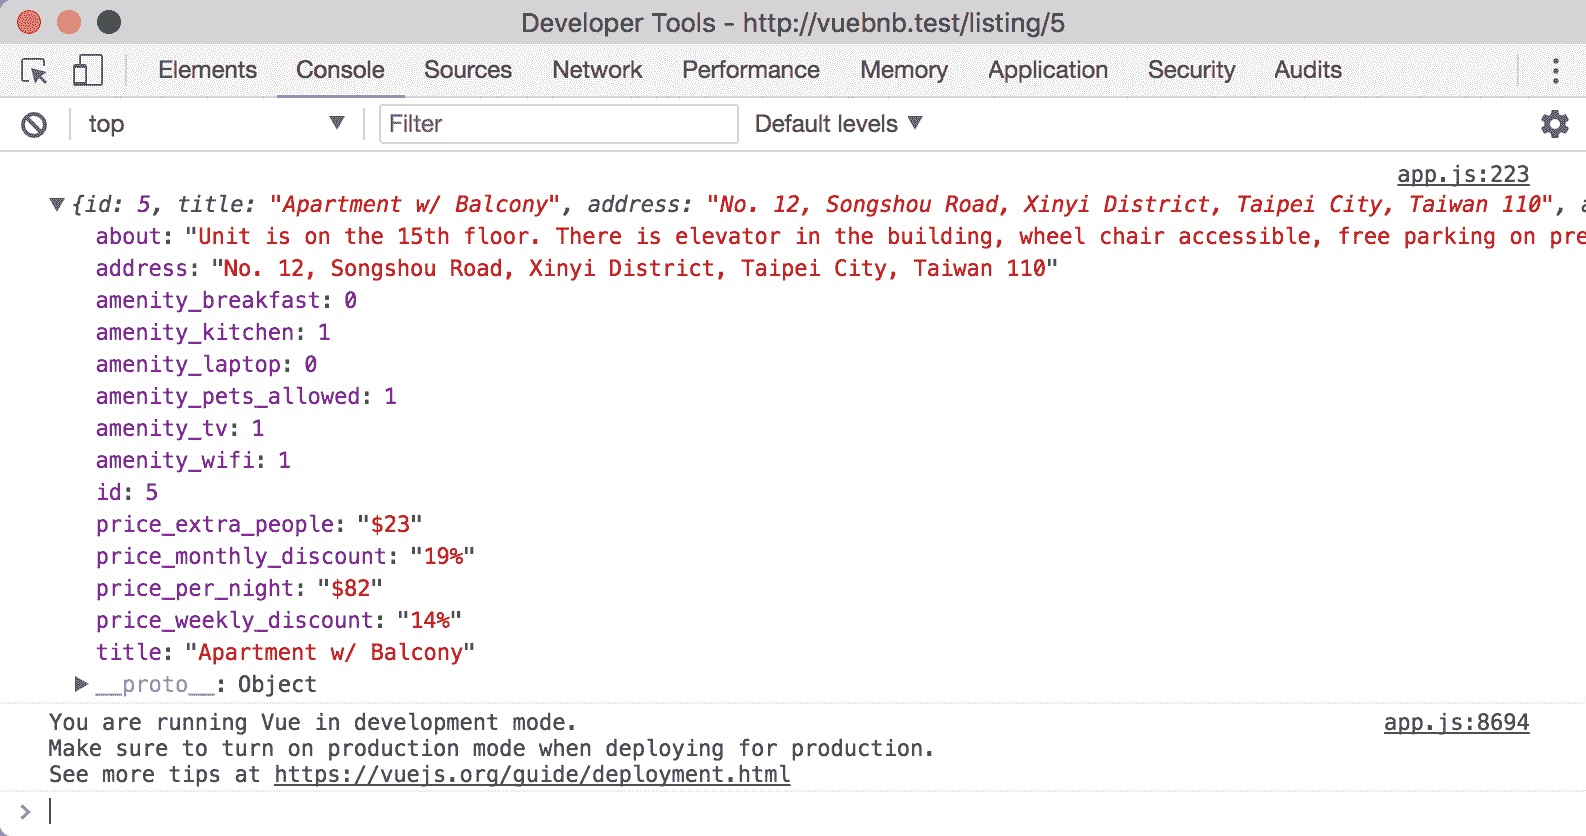 Developer Tools - http://vuebnb.test/listing/5
Elements Console Sources Network Performance Memory Application Security Audits
top Filter Default levels
app.js:223
{id: 5, title: "Apartment w/ Balcony", address: "No. 12, Songshou Road, Xinyi District, Taipei City, Taiwan 110", a
about: "Unit is on the 15th floor. There is elevator in the building, wheel chair accessible, free parking on pre
address: "No. 12, Songshou Road, Xinyi District, Taipei City, Taiwan 110"
amenity_breakfast: 0
amenity_kitchen: 1
amenity_laptop: 0
amenity_pets_allowed: 1
amenity_tv: 1
amenity_wifi: 1
id: 5
price_extra_people: "$23"
price_monthly_discount: "19%"
price_per_night: "$82"
price_weekly_discount: "14%"
title: "Apartment w/ Balcony"
__proto__: Object
You are running Vue in development mode. app.js:8694
Make sure to turn on production mode when deploying for production.
See more tips at https://vuejs.org/guide/deployment.html
>